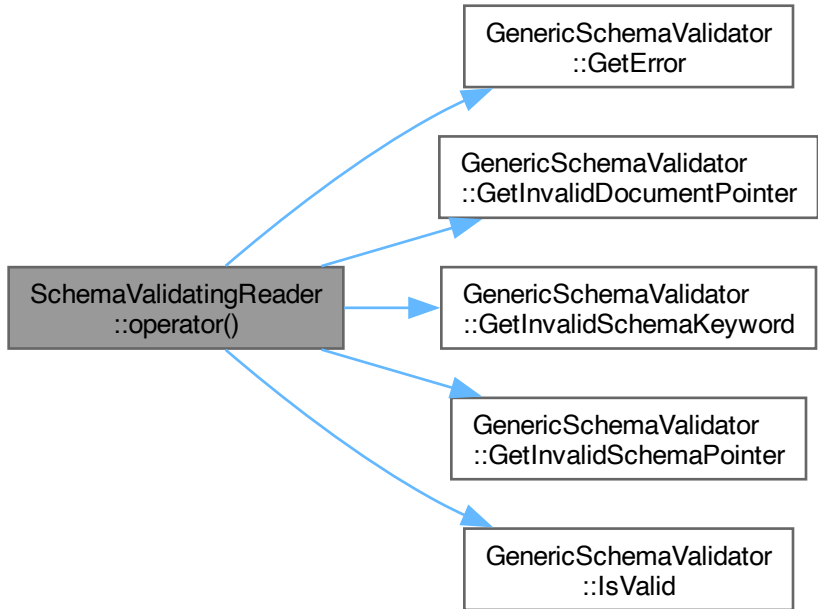 GenericSchemaValidator
::GetError
GenericSchemaValidator
::GetInvalidDocumentPointer
SchemaValidatingReader
::operator()
GenericSchemaValidator
::GetInvalidSchemaKeyword
GenericSchemaValidator
::GetInvalidSchemaPointer
GenericSchemaValidator
::IsValid